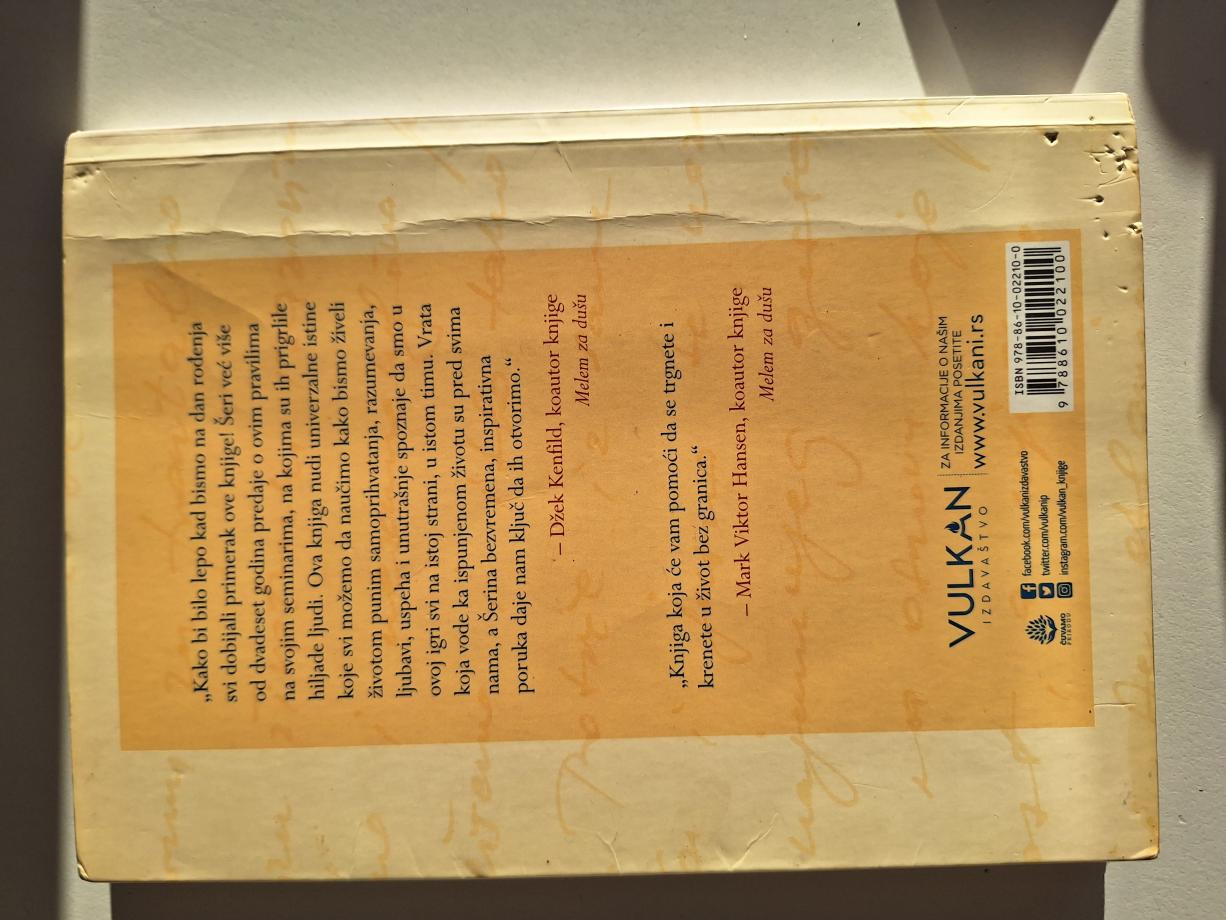 „Kako bi bilo lepo kad bismo na dan rođenja
svi dobijali primerak ove knjige! Šeri već više
od dvadeset godina predaje o ovim pravilima
na svojim seminarima, na kojima su ih prigrlile
hiljade ljudi. Ova knjiga nudi univerzalne istine
koje svi možemo da naučimo kako bismo živeli
životom punim samoprihvatanja, razumevanja,
ljubavi, uspeha i unutrašnje spoznaje da smo u
ovoj igri svi na istoj strani, u istom timu. Vrata
koja vode ka ispunjenom životu su pred svima
nama, a Šerina bezvremena, inspirativna
poruka daje nam ključ da ih otvorimo.“
– Džek Kenfild, koautor knjige
Melem za dušu
„Knjiga koja će vam pomoći da se trgnete i
krenete u život bez granica.“
– Mark Viktor Hansen, koautor knjige
Melem za dušu
VULKAN
IZDAVAŠTVO
ZA INFORMACIJE O NAŠIM
IZDANJIMA POSETITE
www.vulkani.rs
ČUVAMO
PRIRODU
facebook.com/vulkanizdavastvo
twitter.com/vulkanip
instagram.com/vulkan_knjige
ISBN 978-86-10-02210-0
9 788610 022100